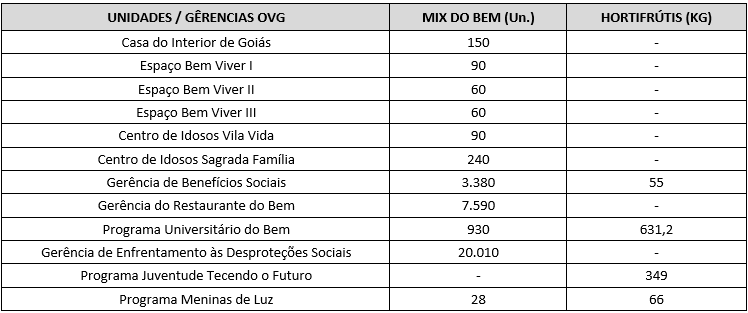 UNIDADES / GÊRENCIAS OVG MIX DO BEM (Un.) HORTIFRÚTIS (KG)
Casa do Interior de Goiás 150 -
Espaço Bem Viver I 90 -
Espaço Bem Viver II 60 -
Espaço Bem Viver III 60 -
Centro de Idosos Vila Vida 90 -
Centro de Idosos Sagrada Família 240 -
Gerência de Benefícios Sociais 3.380 55
Gerência do Restaurante do Bem 7.590 -
Programa Universitário do Bem 930 631,2
Gerência de Enfrentamento às Desproteções Sociais 20.010 -
Programa Juventude Tecendo o Futuro - 349
Programa Meninas de Luz 28 66